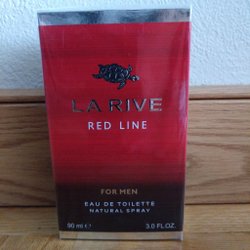 LA RIVE
RED LINE
FOR MEN
EAU DE TOILETTE
NATURAL SPRAY
90 ml ℮ 3.0 FL.OZ.